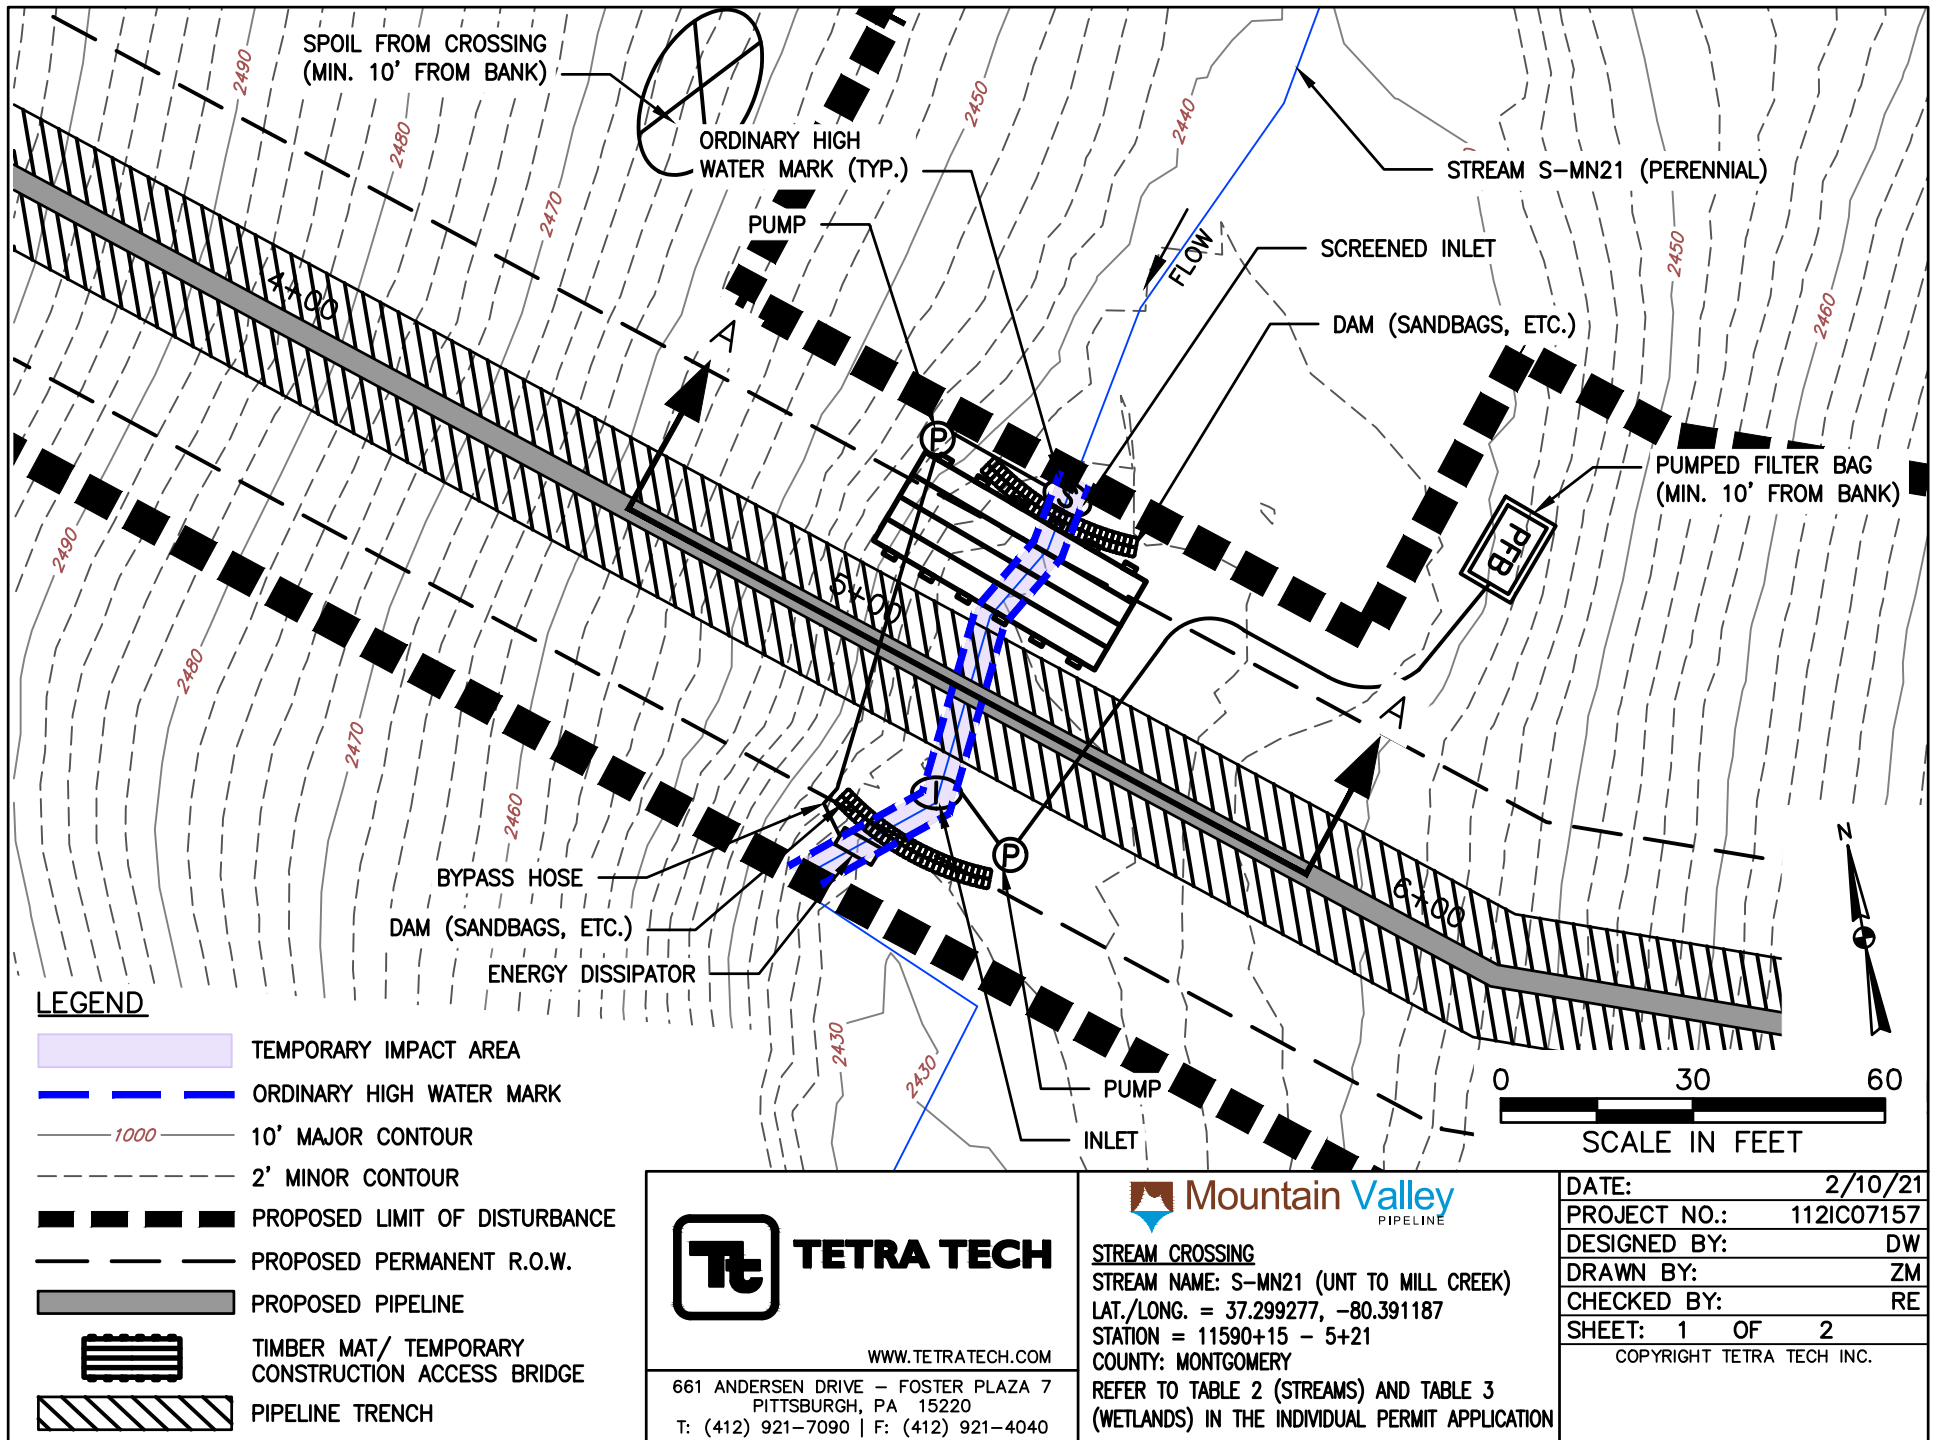 SPOIL FROM CROSSING
(MIN. 10' FROM BANK)
2490
2480
2470
2450
2440
ORDINARY HIGH
WATER MARK (TYP.)
STREAM S-MN21 (PERENNIAL)
PUMP
FLOW
SCREENED INLET
2450
2460
DAM (SANDBAGS, ETC.)
4+00
A
P
S
PUMPED FILTER BAG
(MIN. 10' FROM BANK)
PFB
2490
5+00
2480
A
2470
2460
I
P
N
BYPASS HOSE
6+00
DAM (SANDBAGS, ETC.)
ENERGY DISSIPATOR
2430
2430
PUMP
INLET
0 30 60
SCALE IN FEET
LEGEND
TEMPORARY IMPACT AREA
ORDINARY HIGH WATER MARK
1000
10' MAJOR CONTOUR
2' MINOR CONTOUR
PROPOSED LIMIT OF DISTURBANCE
PROPOSED PERMANENT R.O.W.
PROPOSED PIPELINE
TIMBER MAT/ TEMPORARY
CONSTRUCTION ACCESS BRIDGE
PIPELINE TRENCH
Tt
TETRA TECH
WWW.TETRATECH.COM
661 ANDERSEN DRIVE – FOSTER PLAZA 7
PITTSBURGH, PA 15220
T: (412) 921-7090 | F: (412) 921-4040
Mountain Valley
PIPELINE
STREAM CROSSING
STREAM NAME: S-MN21 (UNT TO MILL CREEK)
LAT./LONG. = 37.299277, -80.391187
STATION = 11590+15 - 5+21
COUNTY: MONTGOMERY
REFER TO TABLE 2 (STREAMS) AND TABLE 3
(WETLANDS) IN THE INDIVIDUAL PERMIT APPLICATION
DATE: 2/10/21
PROJECT NO.: 112IC07157
DESIGNED BY: DW
DRAWN BY: ZM
CHECKED BY: RE
SHEET: 1 OF 2
COPYRIGHT TETRA TECH INC.